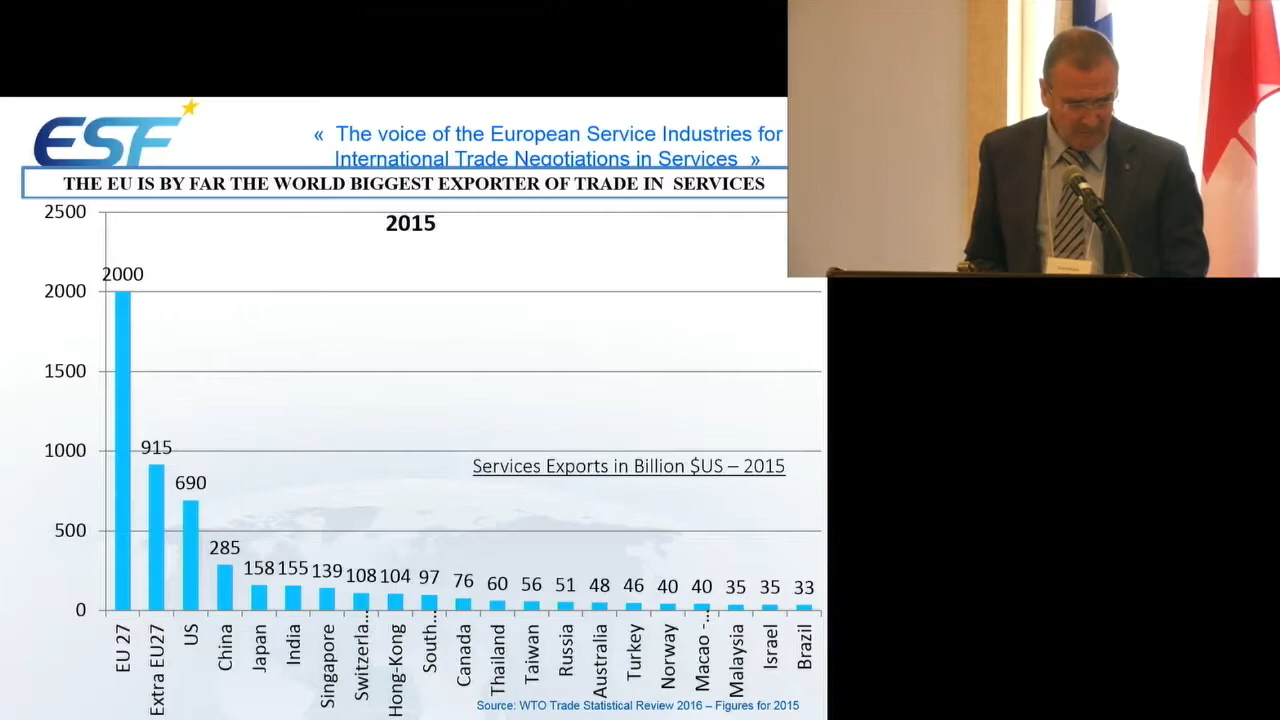 ESF
« The voice of the European Service Industries for
International Trade Negotiations in Services »
THE EU IS BY FAR THE WORLD BIGGEST EXPORTER OF TRADE IN SERVICES
2015
2500
2000
1500
1000
500
0
2000
915
690
285
158
155
139
108
104
97
76
60
56
51
48
46
40
40
35
35
33
Services Exports in Billion $US – 2015
EU 27
Extra EU27
US
China
Japan
India
Singapore
Switzerla...
Hong-Kong
South...
Canada
Thailand
Taiwan
Russia
Australia
Turkey
Norway
Macao -...
Malaysia
Israel
Brazil
Source: WTO Trade Statistical Review 2016 – Figures for 2015